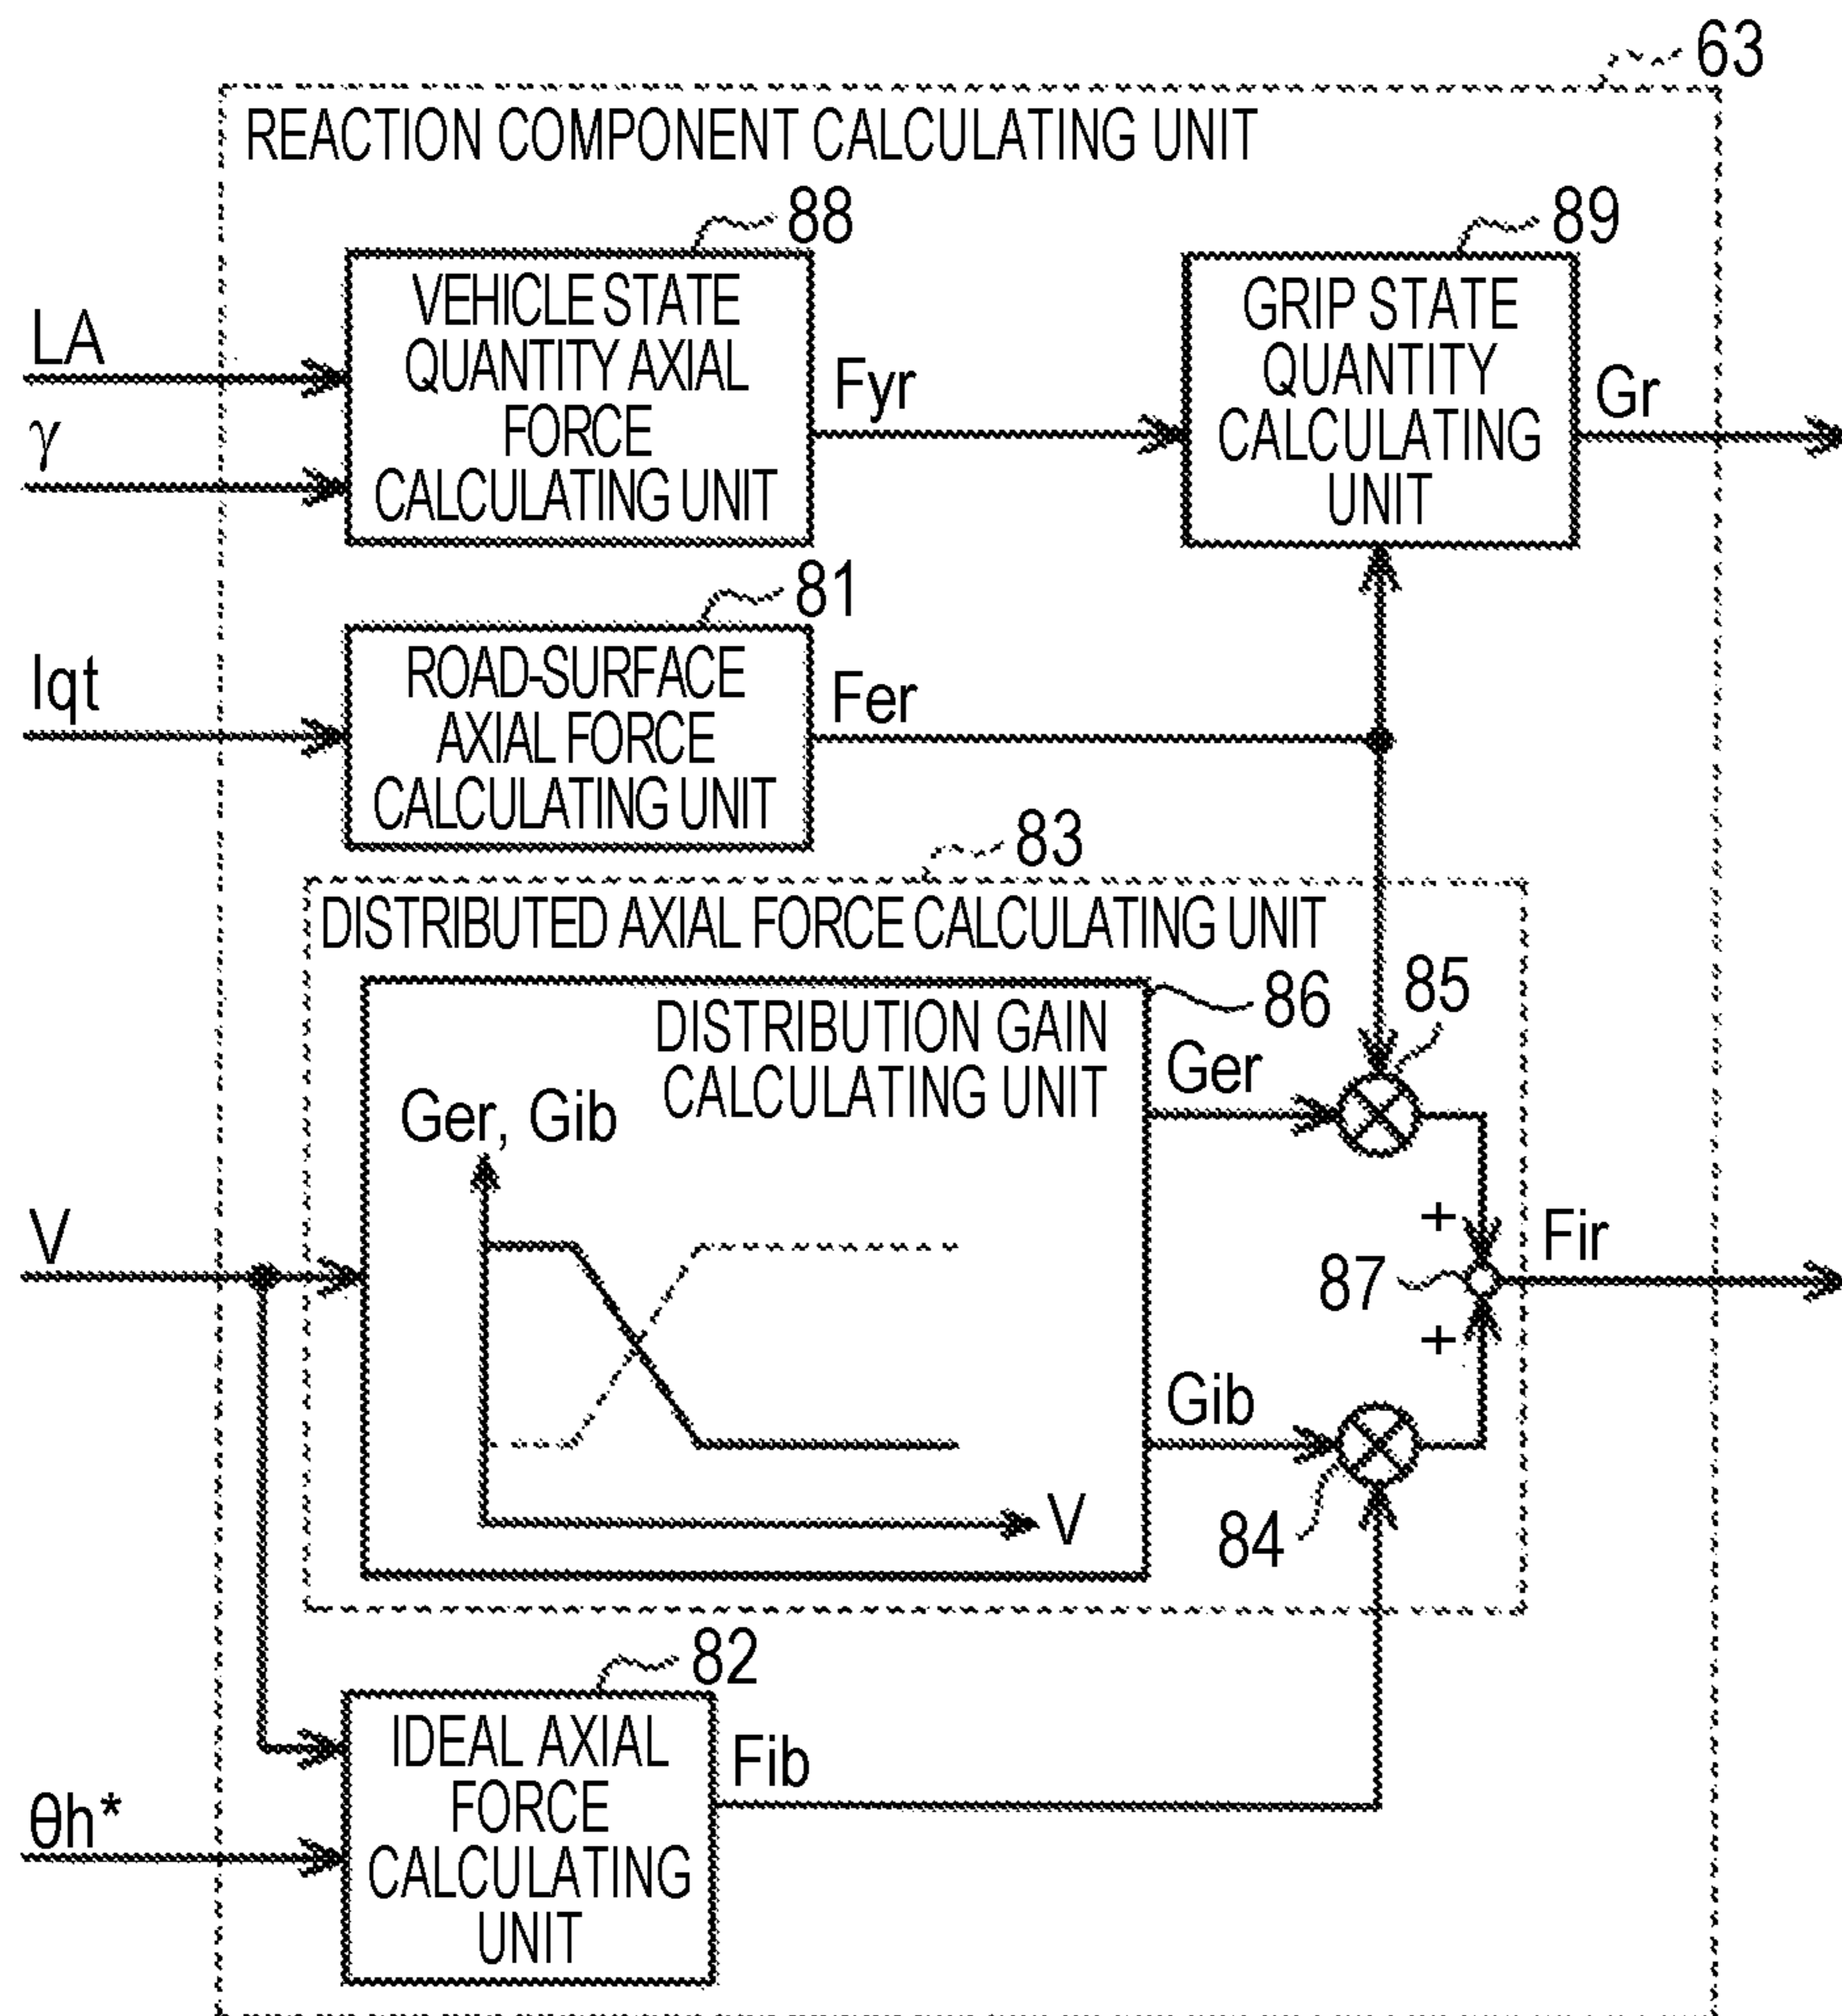 63
REACTION COMPONENT CALCULATING UNIT
88
89
VEHICLE STATE
QUANTITY AXIAL
FORCE
CALCULATING UNIT
GRIP STATE
QUANTITY
CALCULATING
UNIT
LA
γ
Fyr
Gr
81
Iqt
ROAD-SURFACE
AXIAL FORCE
CALCULATING UNIT
Fer
83
DISTRIBUTED AXIAL FORCE CALCULATING UNIT
86
85
DISTRIBUTION GAIN
CALCULATING UNIT
Ger
Ger, Gib
V
+
Fir
87
+
Gib
V
84
82
IDEAL AXIAL
FORCE
CALCULATING
UNIT
Fib
θh*